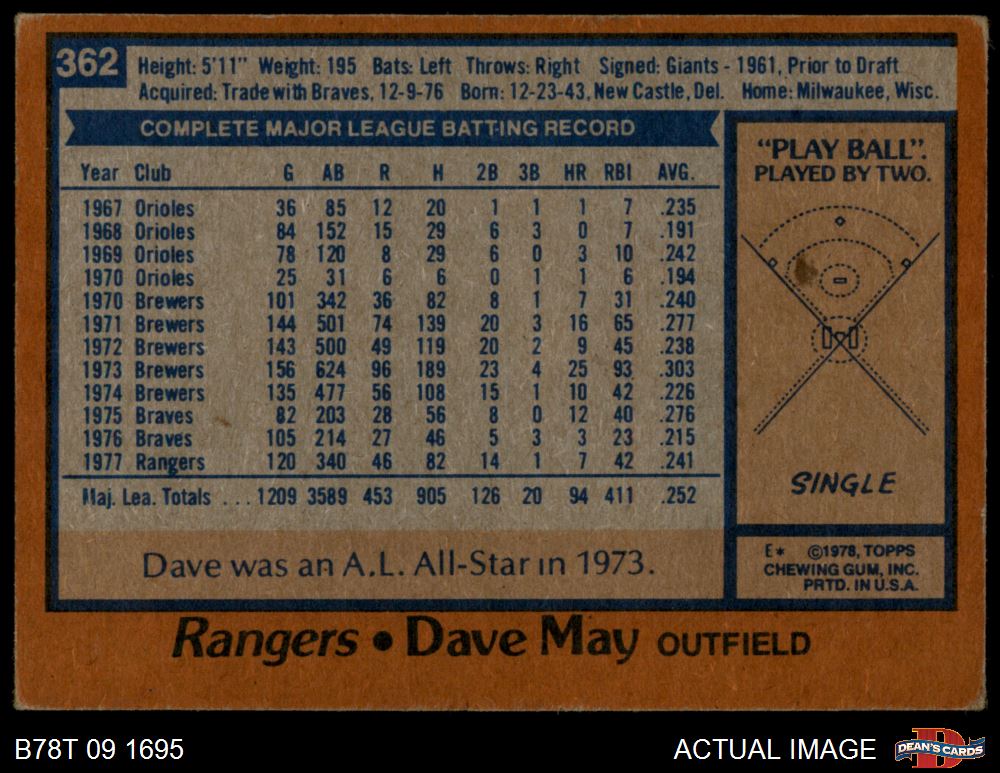 362
Height: 5'11" Weight: 195 Bats: Left Throws: Right Signed: Giants - 1961, Prior to Draft
Acquired: Trade with Braves, 12-9-76 Born: 12-23-43, New Castle, Del. Home: Milwaukee, Wisc.
COMPLETE MAJOR LEAGUE BATTING RECORD
Year Club G AB R H 2B 3B HR RBI AVG.
1967 Orioles 36 85 12 20 1 1 1 7 .235
1968 Orioles 84 152 15 29 6 3 0 7 .191
1969 Orioles 78 120 8 29 6 0 3 10 .242
1970 Orioles 25 31 6 6 0 1 1 6 .194
1970 Brewers 101 342 36 82 8 1 7 31 .240
1971 Brewers 144 501 74 139 20 3 16 65 .277
1972 Brewers 143 500 49 119 20 2 9 45 .238
1973 Brewers 156 624 96 189 23 4 25 93 .303
1974 Brewers 135 477 56 108 15 1 10 42 .226
1975 Braves 82 203 28 56 8 0 12 40 .276
1976 Braves 105 214 27 46 5 3 3 23 .215
1977 Rangers 120 340 46 82 14 1 7 42 .241
Maj. Lea. Totals ... 1209 3589 453 905 126 20 94 411 .252
Dave was an A.L. All-Star in 1973.
"PLAY BALL".
PLAYED BY TWO.
SINGLE
E* ©1978, TOPPS
CHEWING GUM, INC.
PRTD. IN U.S.A.
Rangers • Dave May OUTFIELD
B78T 09 1695
ACTUAL IMAGE
DEAN'S CARDS